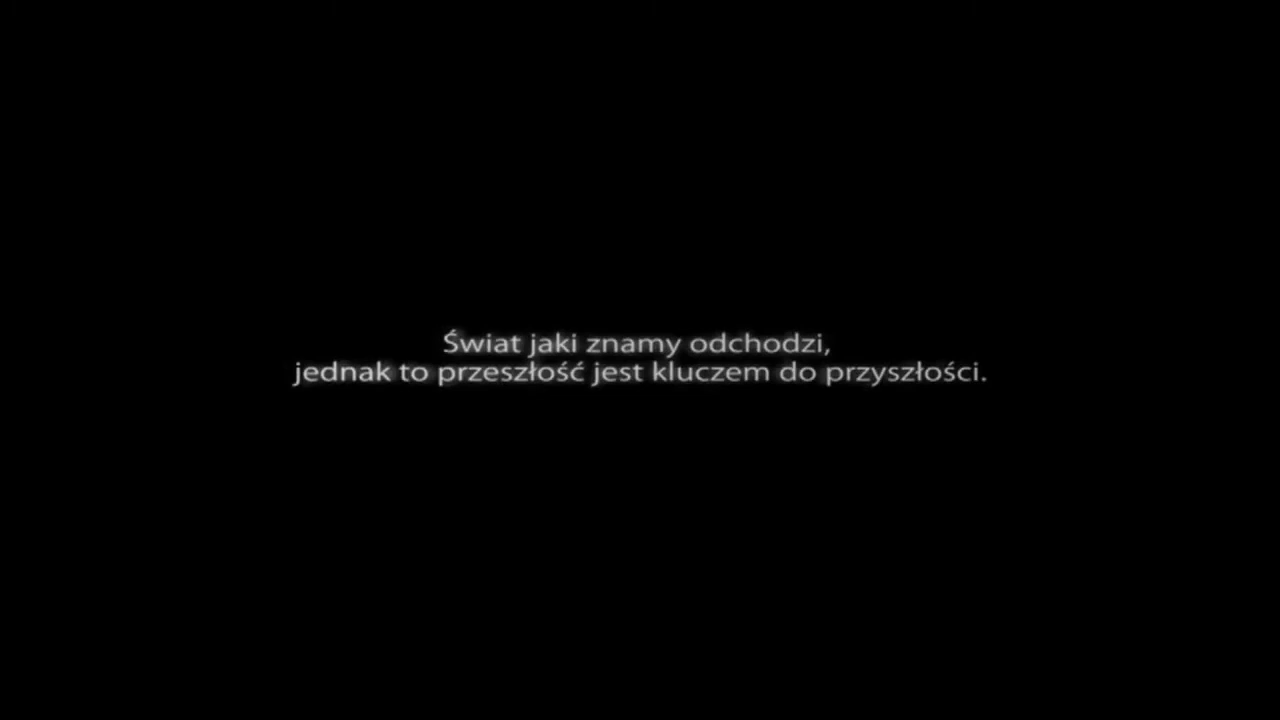 Świat jaki znamy odchodzi,
jednak to przeszłość jest kluczem do przyszłości.